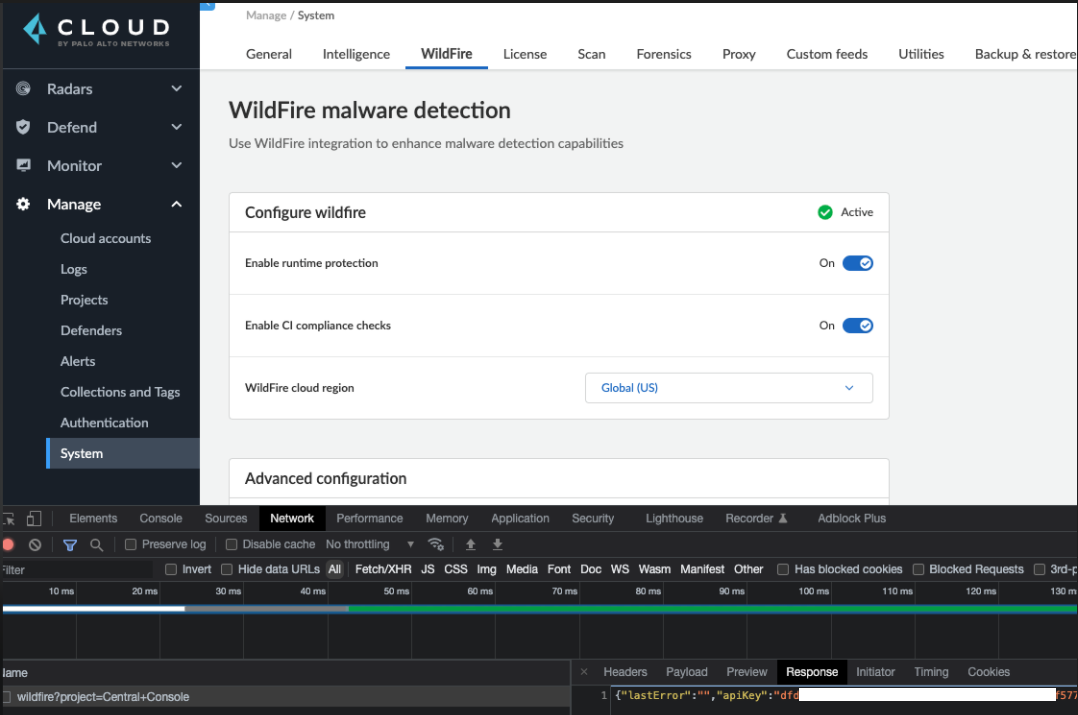 CLOUD
BY PALO ALTO NETWORKS
Radars
Defend
Monitor
Manage
Cloud accounts
Logs
Projects
Defenders
Alerts
Collections and Tags
Authentication
System
Manage / System
General Intelligence WildFire License Scan Forensics Proxy Custom feeds Utilities Backup & restore
WildFire malware detection
Use WildFire integration to enhance malware detection capabilities
Configure wildfire Active
Enable runtime protection On
Enable CI compliance checks On
WildFire cloud region Global (US)
Advanced configuration
Elements Console Sources Network Performance Memory Application Security Lighthouse Recorder Adblock Plus
Preserve log Disable cache No throttling
Filter Invert Hide data URLs All Fetch/XHR JS CSS Img Media Font Doc WS Wasm Manifest Other Has blocked cookies Blocked Requests 3rd-p
10 ms 20 ms 30 ms 40 ms 50 ms 60 ms 70 ms 80 ms 90 ms 100 ms 110 ms 120 ms 130 m
Name
wildfire?project=Central+Console
Headers Payload Preview Response Initiator Timing Cookies
1 {"lastError":"","apiKey":"dfd f577